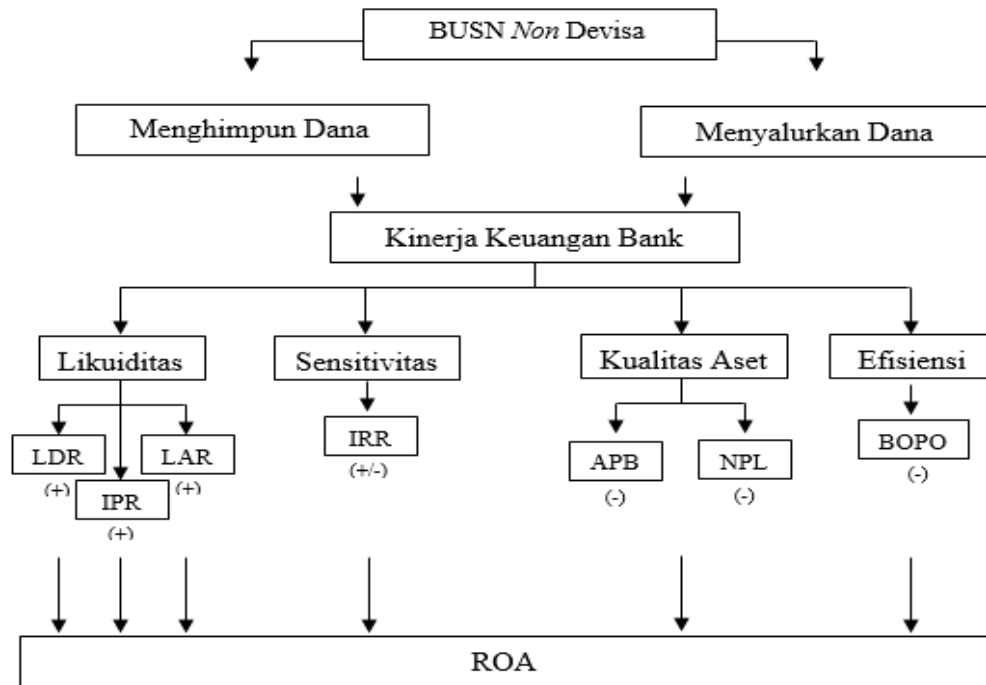 BUSN Non Devisa
Menghimpun Dana
Menyalurkan Dana
Kinerja Keuangan Bank
Likuiditas
Sensitivitas
Kualitas Aset
Efisiensi
LDR
(+)
IPR
(+)
LAR
(+)
IRR
(+/-)
APB
(-)
NPL
(-)
BOPO
(-)
ROA